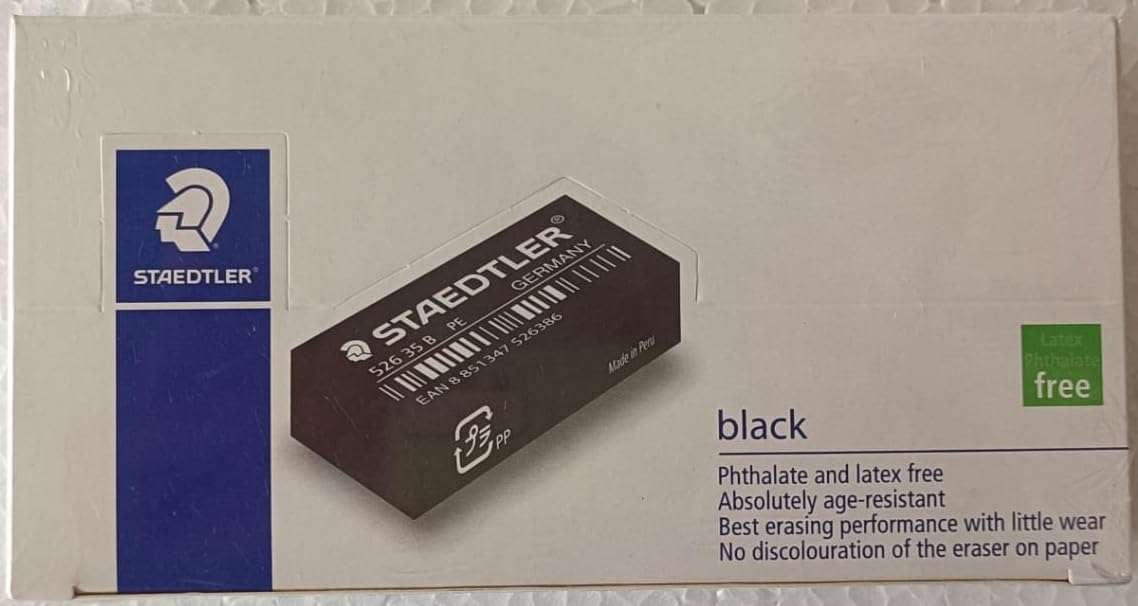 STAEDTLER®
STAEDTLER®
526 35 B PE GERMANY
EAN 8 851347 526386
Made in Peru
PP
Latex
Phthalate
free
black
Phthalate and latex free
Absolutely age-resistant
Best erasing performance with little wear
No discolouration of the eraser on paper